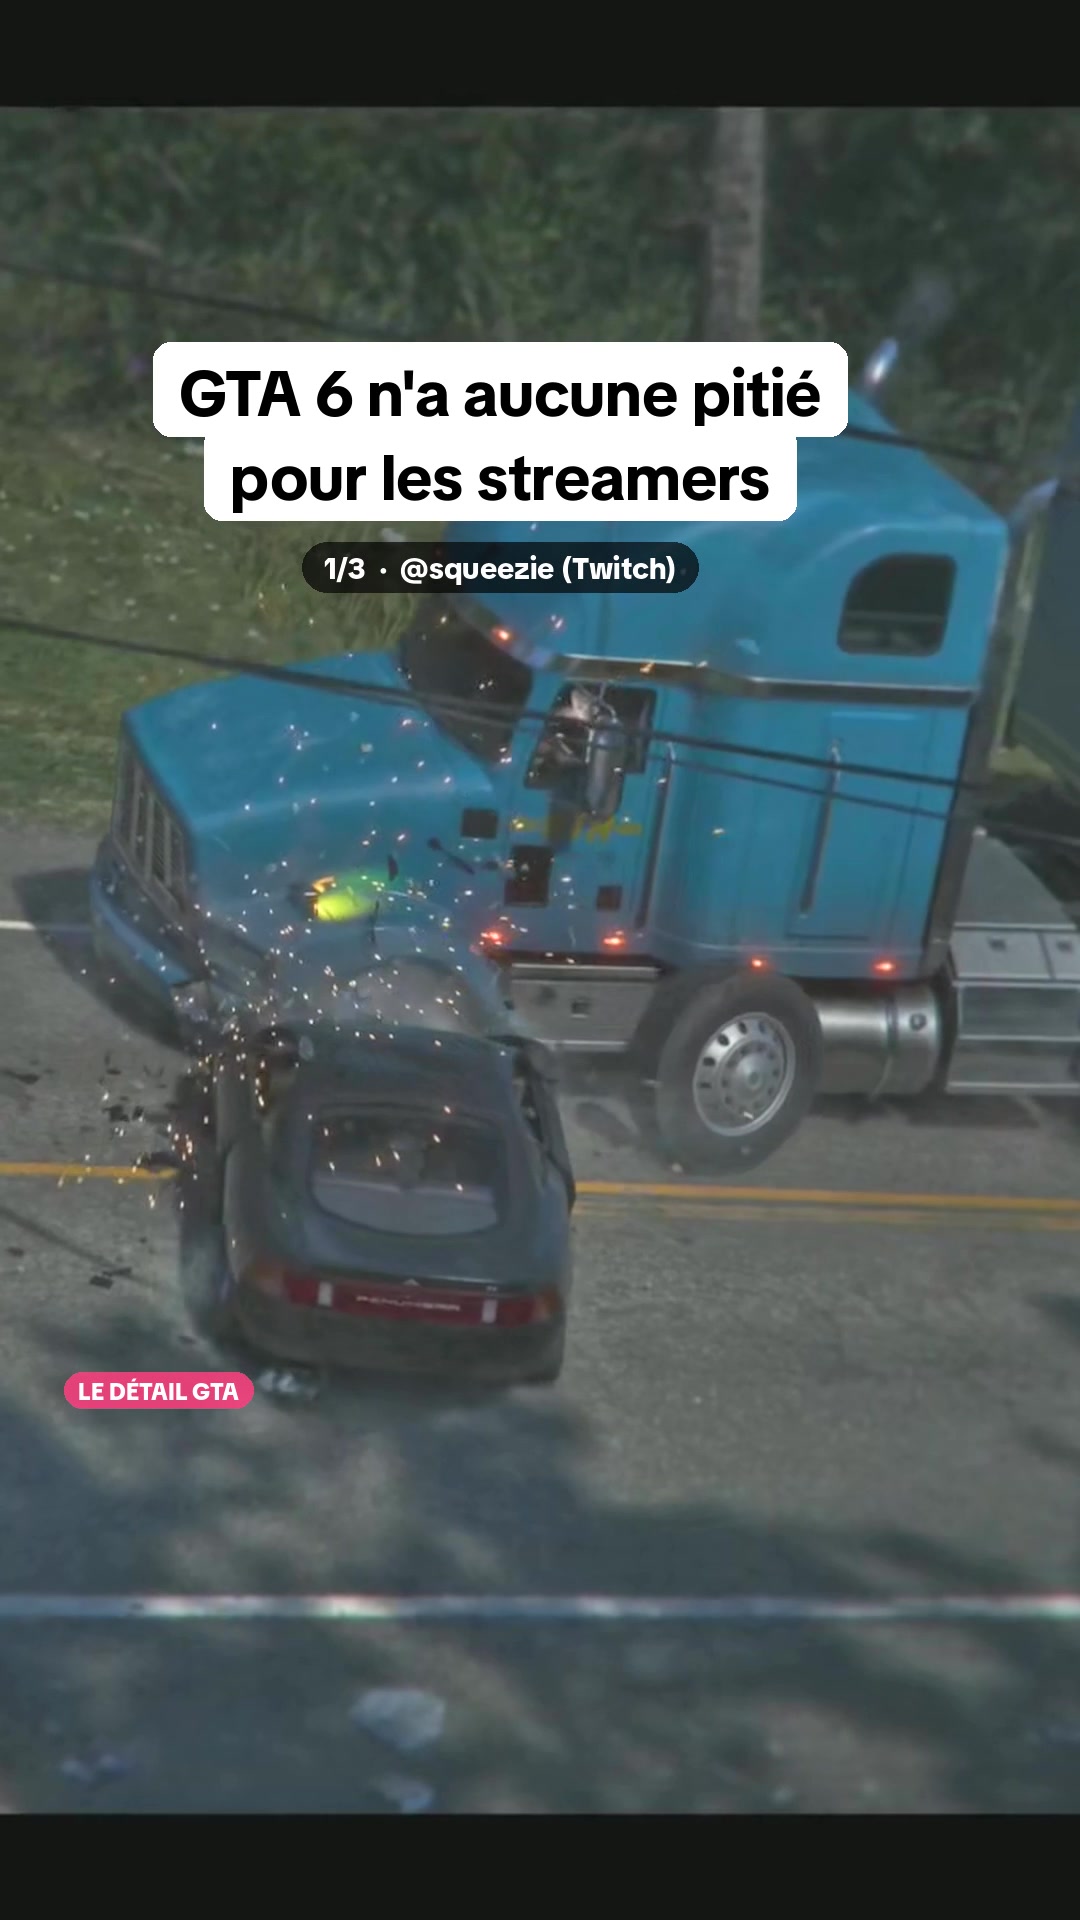 GTA 6 n'a aucune pitié
pour les streamers
1/3 · @squeezie (Twitch)
LE DÉTAIL GTA